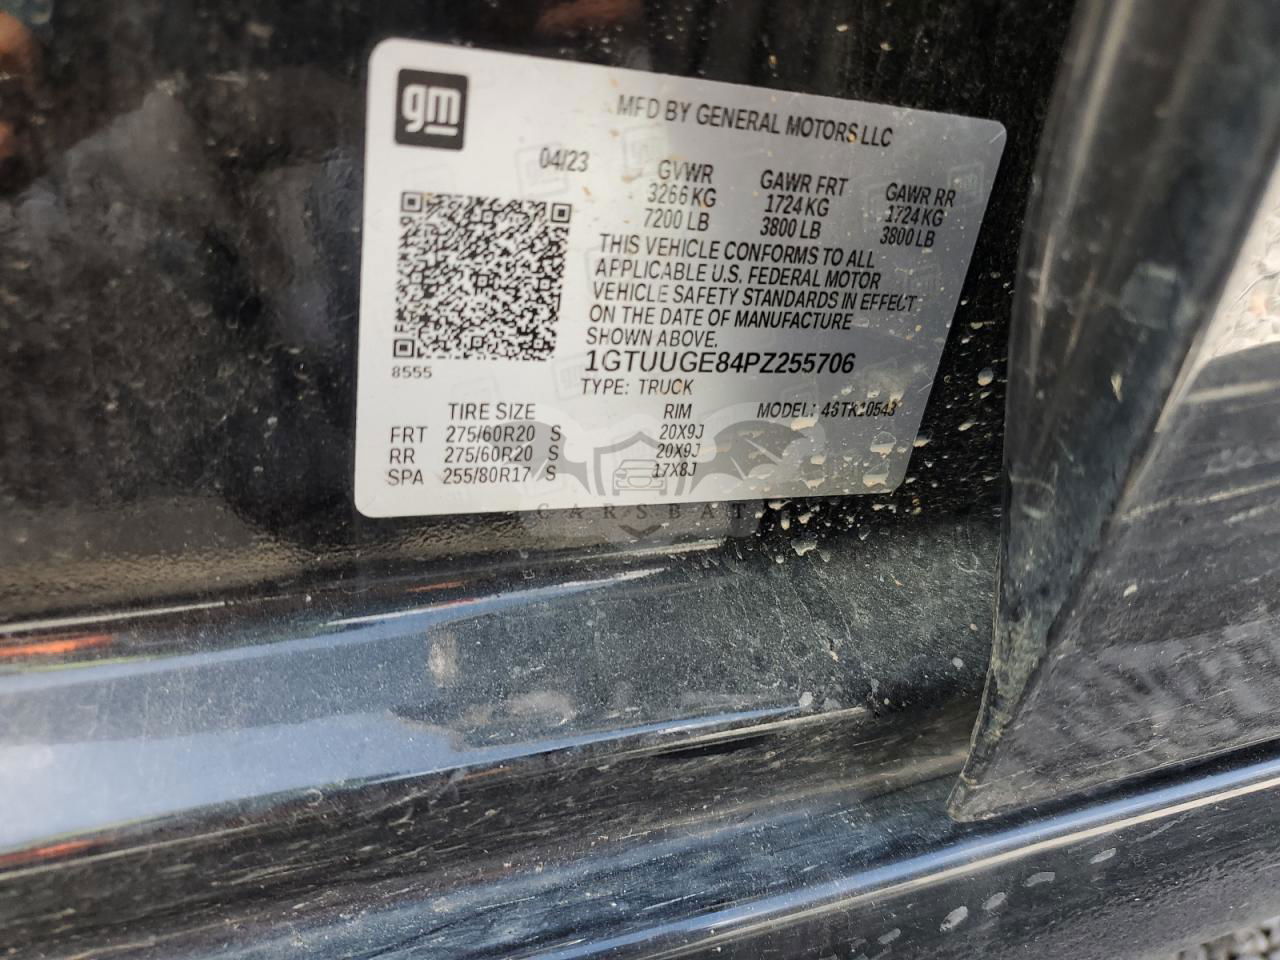 gm
MFD BY GENERAL MOTORS LLC
04/23
GVWR
3266 KG
7200 LB
GAWR FRT
1724 KG
3800 LB
GAWR RR
1724 KG
3800 LB
THIS VEHICLE CONFORMS TO ALL
APPLICABLE U.S. FEDERAL MOTOR
VEHICLE SAFETY STANDARDS IN EFFECT
ON THE DATE OF MANUFACTURE
SHOWN ABOVE.
1GTUUGE84PZ255706
8555
TYPE: TRUCK
TIRE SIZE RIM MODEL: 4STK10543
FRT 275/60R20 S 20X9J
RR 275/60R20 S 20X9J
SPA 255/80R17 S 17X8J
CARSBAT